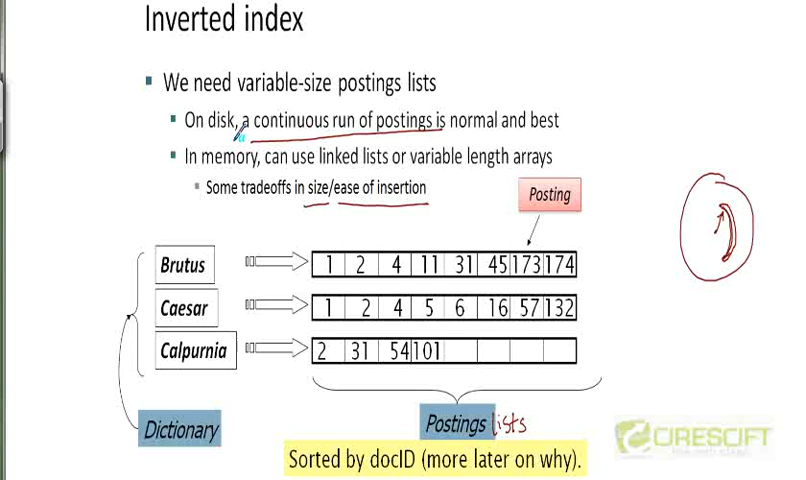 Inverted index
We need variable-size postings lists
On disk, a continuous run of postings is normal and best
In memory, can use linked lists or variable length arrays
Some tradeoffs in size/ease of insertion
Posting
Brutus 1 2 4 11 31 45 173 174
Caesar 1 2 4 5 6 16 57 132
Calpurnia 2 31 54 101
Dictionary
Postings lists
Sorted by docID (more later on why).